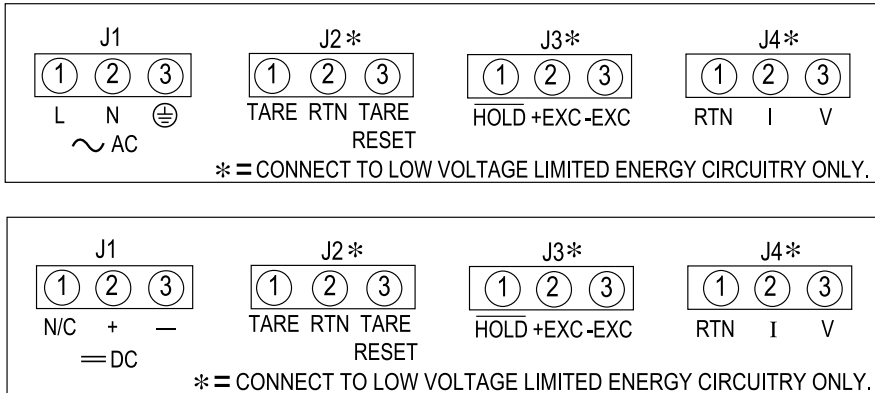 J1 J2* J3* J4*
1 2 3 1 2 3 1 2 3 1 2 3
L N ⏚ TARE RTN TARE HOLD +EXC -EXC RTN I V
∼ AC RESET
* = CONNECT TO LOW VOLTAGE LIMITED ENERGY CIRCUITRY ONLY.
J1 J2* J3* J4*
1 2 3 1 2 3 1 2 3 1 2 3
N/C + — TARE RTN TARE HOLD +EXC -EXC RTN I V
⎓ DC RESET
* = CONNECT TO LOW VOLTAGE LIMITED ENERGY CIRCUITRY ONLY.